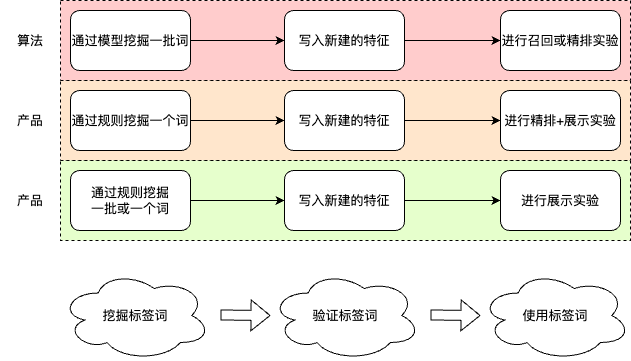 算法
通过模型挖掘一批词
写入新建的特征
进行召回或精排实验
产品
通过规则挖掘一个词
写入新建的特征
进行精排+展示实验
产品
通过规则挖掘
一批或一个词
写入新建的特征
进行展示实验
挖掘标签词
验证标签词
使用标签词